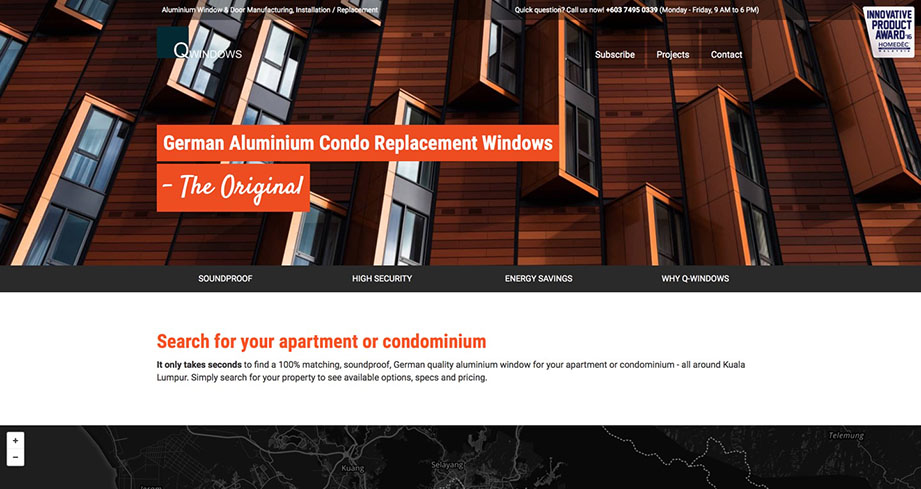 Aluminium Window & Door Manufacturing, Installation / Replacement
Quick question? Call us now! +603 7495 0339 (Monday - Friday, 9 AM to 6 PM)
INNOVATIVE
PRODUCT
AWARD '16
HOMEDEC
MALAYSIA
QWINDOWS
Subscribe
Projects
Contact
German Aluminium Condo Replacement Windows
- The Original
SOUNDPROOF
HIGH SECURITY
ENERGY SAVINGS
WHY Q-WINDOWS
Search for your apartment or condominium
It only takes seconds to find a 100% matching, soundproof, German quality aluminium window for your apartment or condominium - all around Kuala
Lumpur. Simply search for your property to see available options, specs and pricing.
+
−
Telemung
Kuang
Selayang